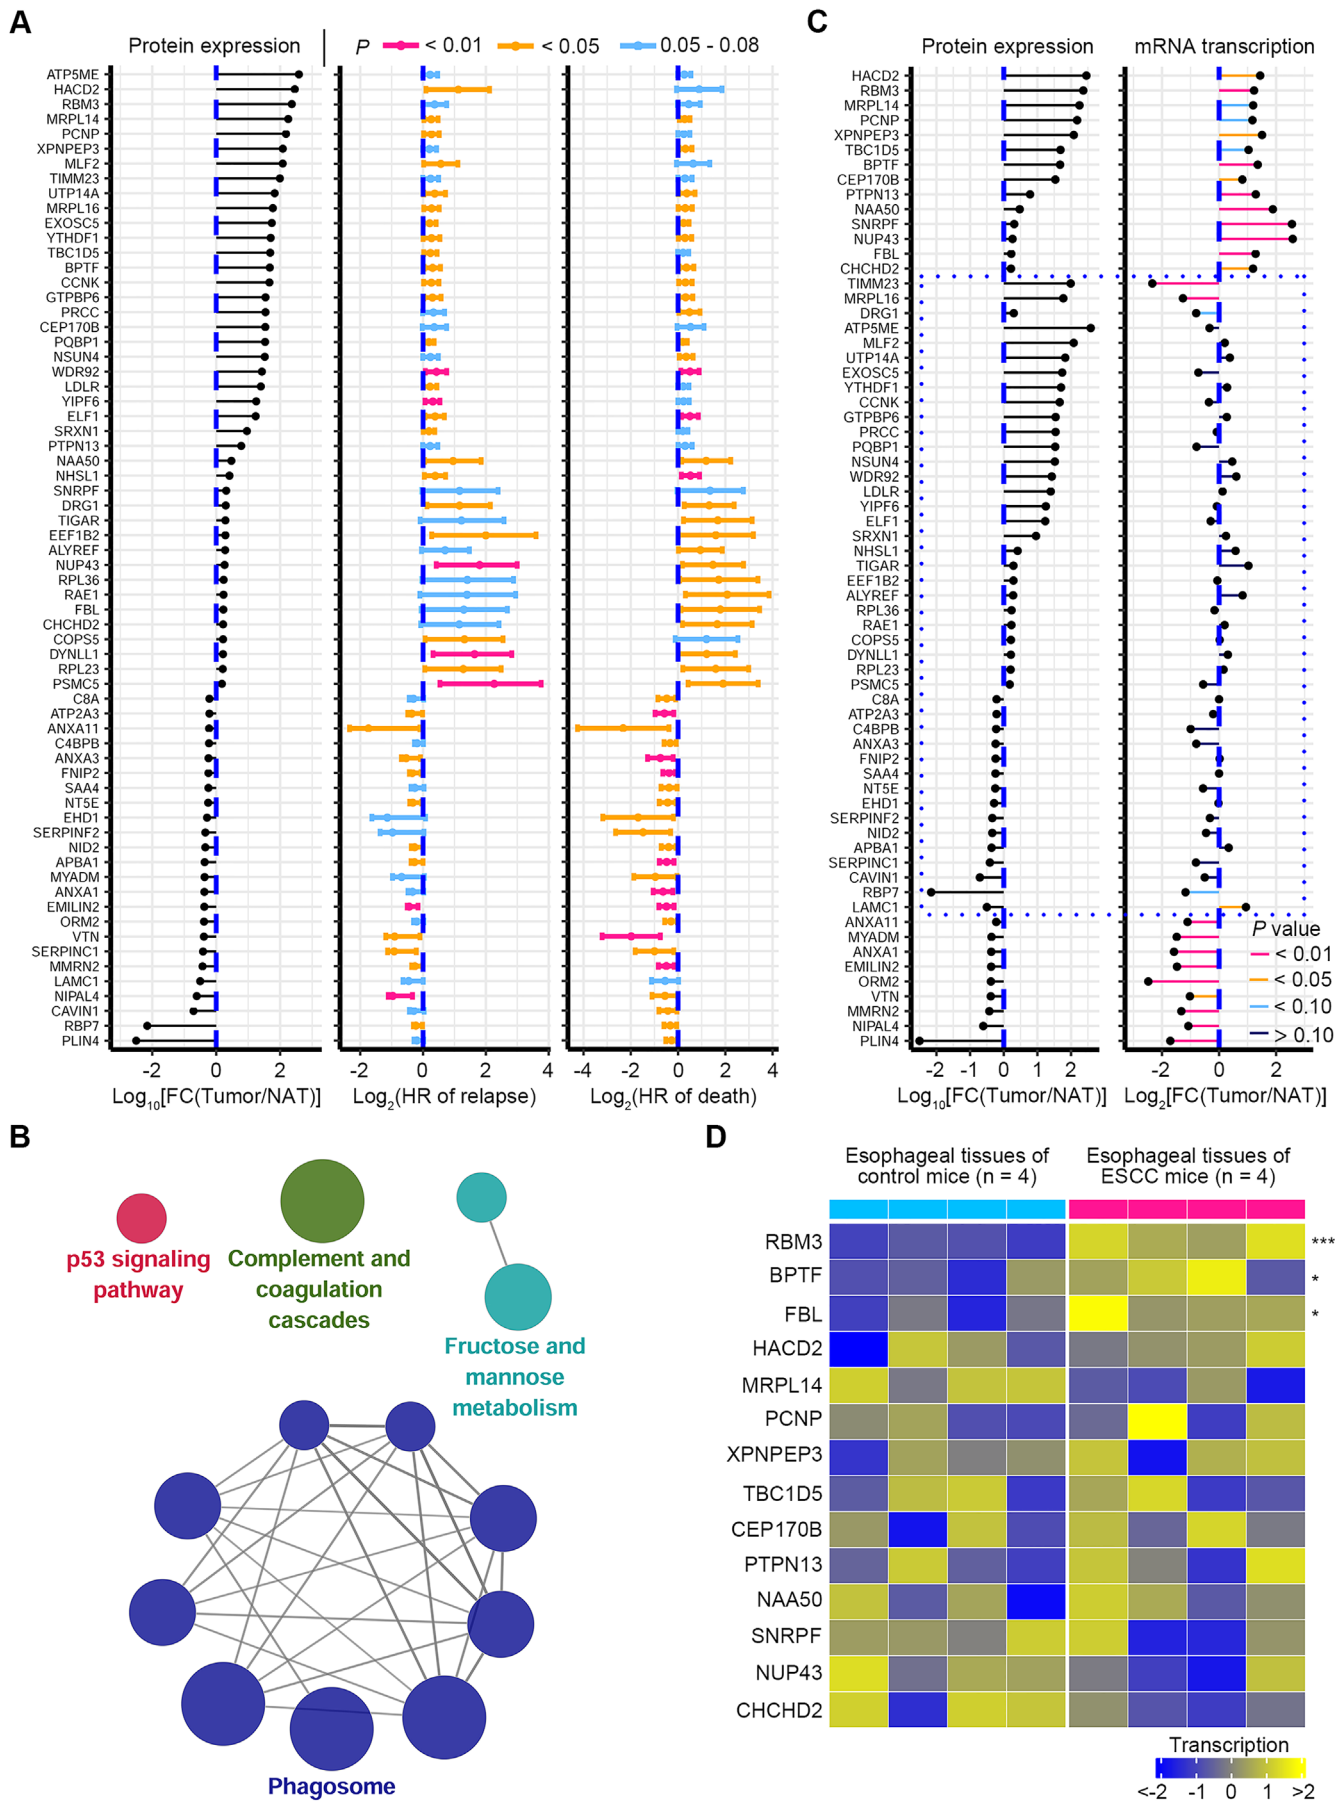 A
Protein expression
P < 0.01 < 0.05 0.05 - 0.08
ATP5ME
HACD2
RBM3
MRPL14
PCNP
XPNPEP3
MLF2
TIMM23
UTP14A
MRPL16
EXOSC5
YTHDF1
TBC1D5
BPTF
CCNK
GTPBP6
PRCC
CEP170B
PQBP1
NSUN4
WDR92
LDLR
YIPF6
ELF1
SRXN1
PTPN13
NAA50
NHSL1
SNRPF
DRG1
TIGAR
EEF1B2
ALYREF
NUP43
RPL36
RAE1
FBL
CHCHD2
COPS5
DYNLL1
RPL23
PSMC5
C8A
ATP2A3
ANXA11
C4BPB
ANXA3
FNIP2
SAA4
NT5E
EHD1
SERPINF2
NID2
APBA1
MYADM
ANXA1
EMILIN2
ORM2
VTN
SERPINC1
MMRN2
LAMC1
NIPAL4
CAVIN1
RBP7
PLIN4
-2 0 2
Log10[FC(Tumor/NAT)]
-2 0 2 4
Log2(HR of relapse)
-4 -2 0 2 4
Log2(HR of death)
C
Protein expression
mRNA transcription
HACD2
RBM3
MRPL14
PCNP
XPNPEP3
TBC1D5
BPTF
CEP170B
PTPN13
NAA50
SNRPF
NUP43
FBL
CHCHD2
TIMM23
MRPL16
DRG1
ATP5ME
MLF2
UTP14A
EXOSC5
YTHDF1
CCNK
GTPBP6
PRCC
PQBP1
NSUN4
WDR92
LDLR
YIPF6
ELF1
SRXN1
NHSL1
TIGAR
EEF1B2
ALYREF
RPL36
RAE1
COPS5
DYNLL1
RPL23
PSMC5
C8A
ATP2A3
C4BPB
ANXA3
FNIP2
SAA4
NT5E
EHD1
SERPINF2
NID2
APBA1
SERPINC1
CAVIN1
RBP7
LAMC1
ANXA11
MYADM
ANXA1
EMILIN2
ORM2
VTN
MMRN2
NIPAL4
PLIN4
P value
< 0.01
< 0.05
< 0.10
> 0.10
-2 -1 0 1 2
Log10[FC(Tumor/NAT)]
-2 0 2
Log2[FC(Tumor/NAT)]
B
p53 signaling
pathway
Complement and
coagulation
cascades
Fructose and
mannose
metabolism
Phagosome
D
Esophageal tissues of
control mice (n = 4)
Esophageal tissues of
ESCC mice (n = 4)
RBM3 ***
BPTF *
FBL *
HACD2
MRPL14
PCNP
XPNPEP3
TBC1D5
CEP170B
PTPN13
NAA50
SNRPF
NUP43
CHCHD2
Transcription
<-2 -1 0 1 >2